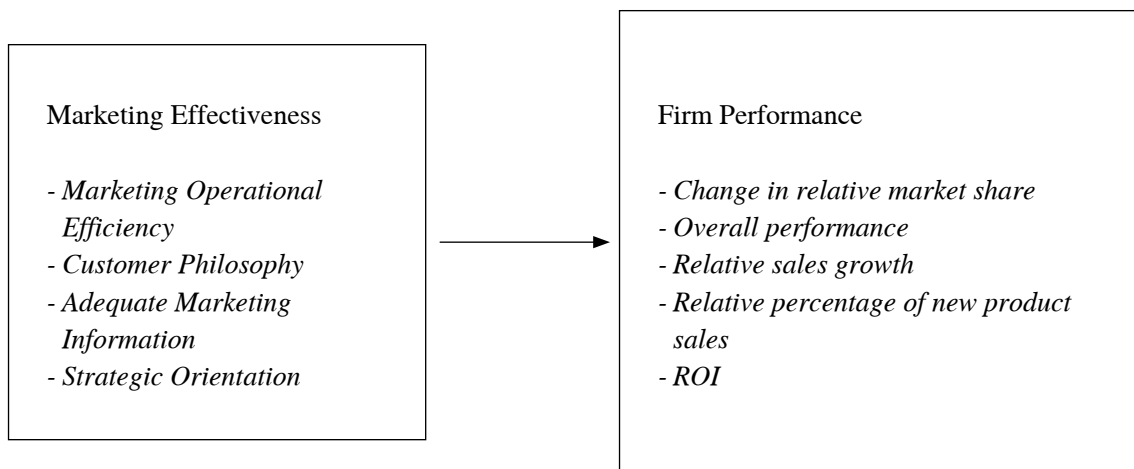 Marketing Effectiveness
- Marketing Operational
Efficiency
- Customer Philosophy
- Adequate Marketing
Information
- Strategic Orientation
Firm Performance
- Change in relative market share
- Overall performance
- Relative sales growth
- Relative percentage of new product
sales
- ROI